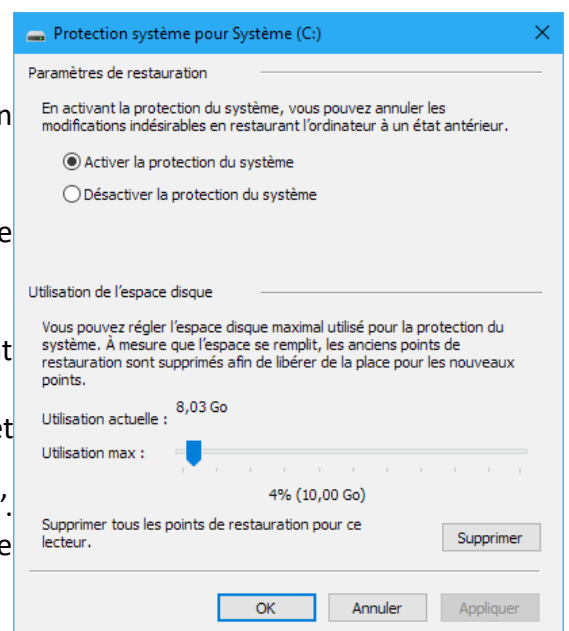 Protection système pour Système (C:)
Paramètres de restauration
En activant la protection du système, vous pouvez annuler les
modifications indésirables en restaurant l'ordinateur à un état antérieur.
Activer la protection du système
Désactiver la protection du système
Utilisation de l'espace disque
Vous pouvez régler l'espace disque maximal utilisé pour la protection du
système. À mesure que l'espace se remplit, les anciens points de
restauration sont supprimés afin de libérer de la place pour les nouveaux
points.
Utilisation actuelle : 8,03 Go
Utilisation max :
4% (10,00 Go)
Supprimer tous les points de restauration pour ce
lecteur.
Supprimer
OK Annuler Appliquer